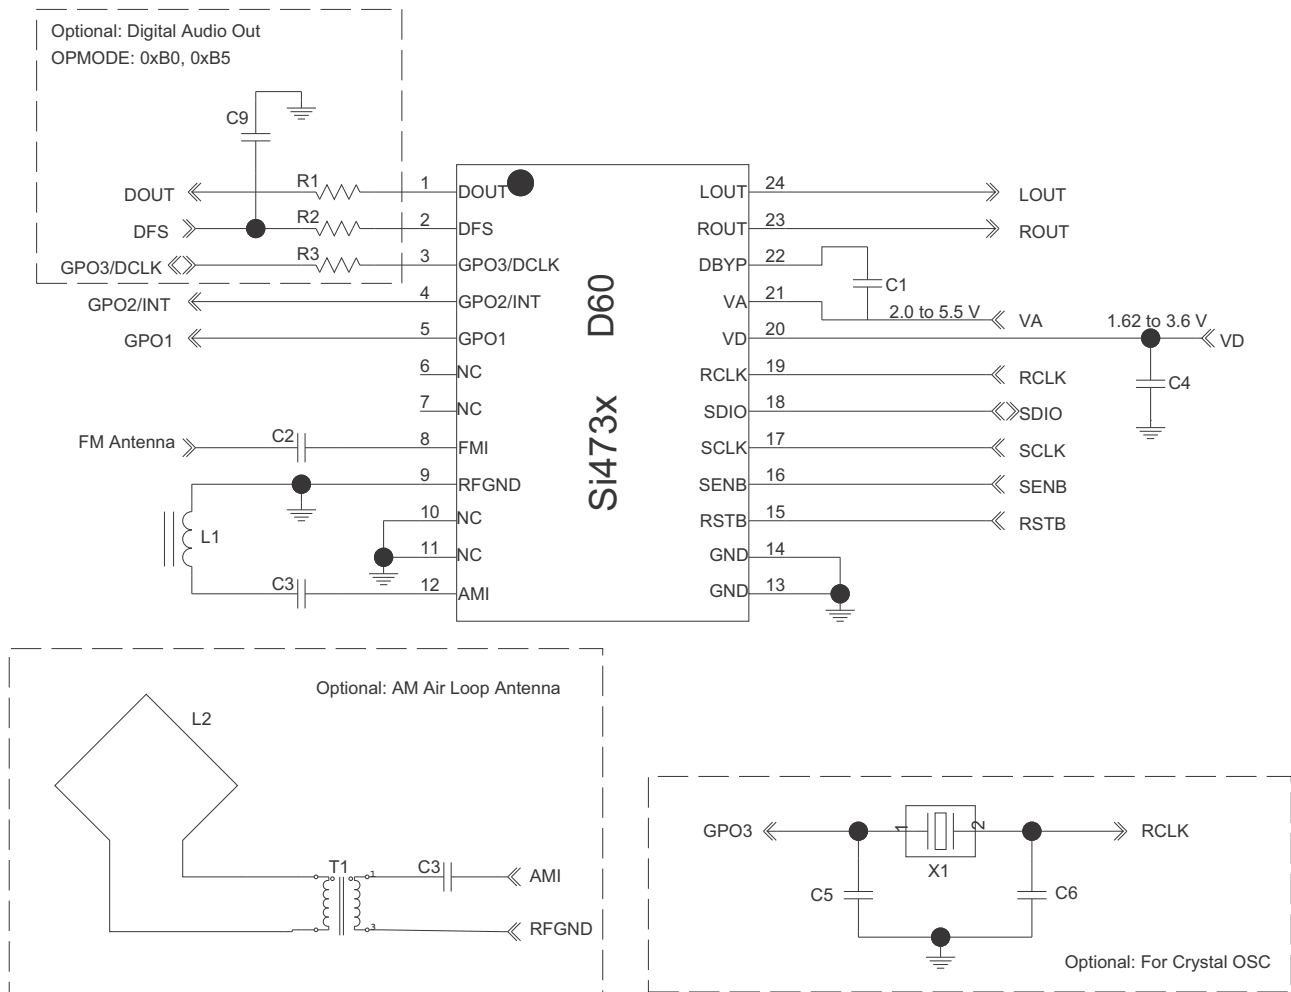 Optional: Digital Audio Out
OPMODE: 0xB0, 0xB5
C9
R1
DOUT
R2
DFS
R3
GPO3/DCLK
GPO2/INT
GPO1
FM Antenna
C2
L1
C3
1 DOUT
2 DFS
3 GPO3/DCLK
4 GPO2/INT
5 GPO1
6 NC
7 NC
8 FMI
9 RFGND
10 NC
11 NC
12 AMI
Si473x D60
LOUT 24
ROUT 23
DBYP 22
VA 21
VD 20
RCLK 19
SDIO 18
SCLK 17
SENB 16
RSTB 15
GND 14
GND 13
LOUT
ROUT
C1
2.0 to 5.5 V
VA
1.62 to 3.6 V
VD
C4
RCLK
SDIO
SCLK
SENB
RSTB
Optional: AM Air Loop Antenna
L2
T1
1
C3
AMI
3
RFGND
GPO3
1
2
RCLK
X1
C5
C6
Optional: For Crystal OSC